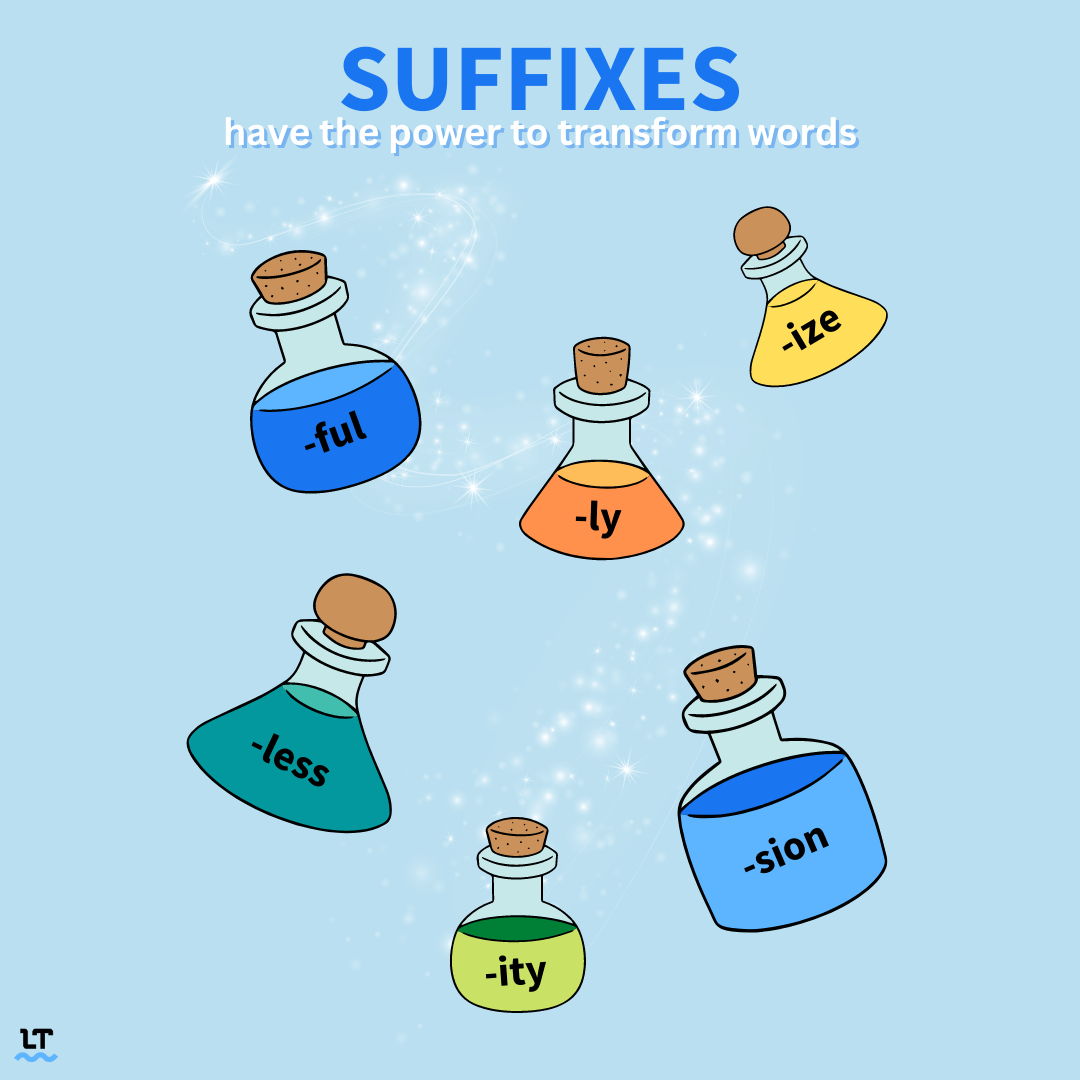 SUFFIXES
have the power to transform words
-ize
-ful
-ly
-less
-sion
-ity
LT